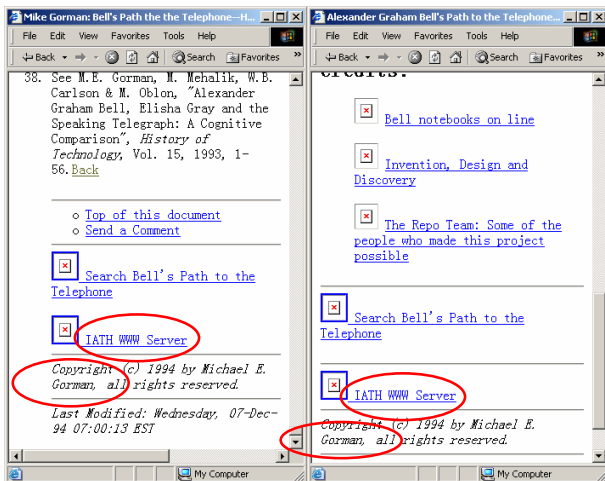 Mike Gorman: Bell's Path the the Telephone--H...
File Edit View Favorites Tools Help
Back Search Favorites »
38. See M.E. Gorman, M. Mehalik, W.B.
Carlson & M. Oblon, "Alexander
Graham Bell, Elisha Gray and the
Speaking Telegraph: A Cognitive
Comparison", History of
Technology, Vol. 15, 1993, 1-
56. Back
Top of this document
Send a Comment
Search Bell's Path to the
Telephone
IATH WWW Server
Copyright (c) 1994 by Michael E.
Gorman, all rights reserved.
Last Modified: Wednesday, 07-Dec-
94 07:00:13 EST
My Computer
Alexander Graham Bell's Path to the Telephone...
File Edit View Favorites Tools Help
Back Search Favorites »
Credits:
Bell notebooks on line
Invention, Design and
Discovery
The Repo Team: Some of the
people who made this project
possible
Search Bell's Path to the
Telephone
IATH WWW Server
Copyright (c) 1994 by Michael E.
Gorman, all rights reserved.
My Computer